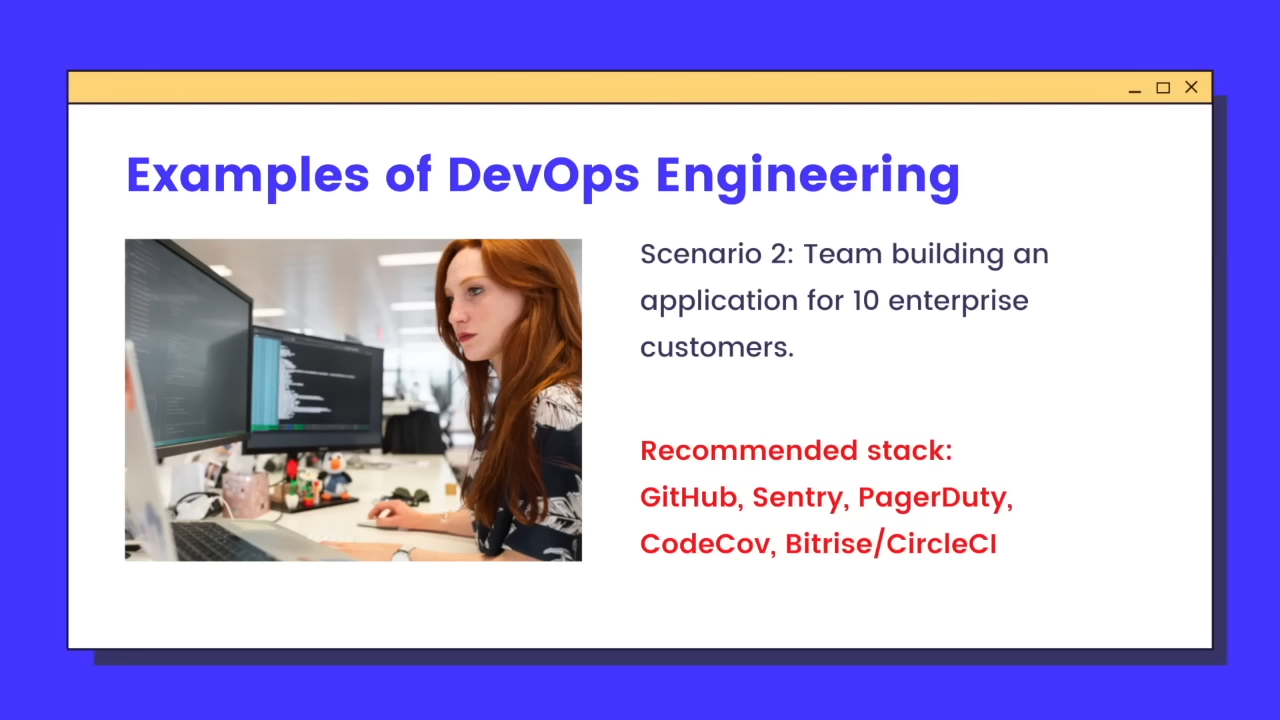 Examples of DevOps Engineering
Scenario 2: Team building an
application for 10 enterprise
customers.
Recommended stack:
GitHub, Sentry, PagerDuty,
CodeCov, Bitrise/CircleCI